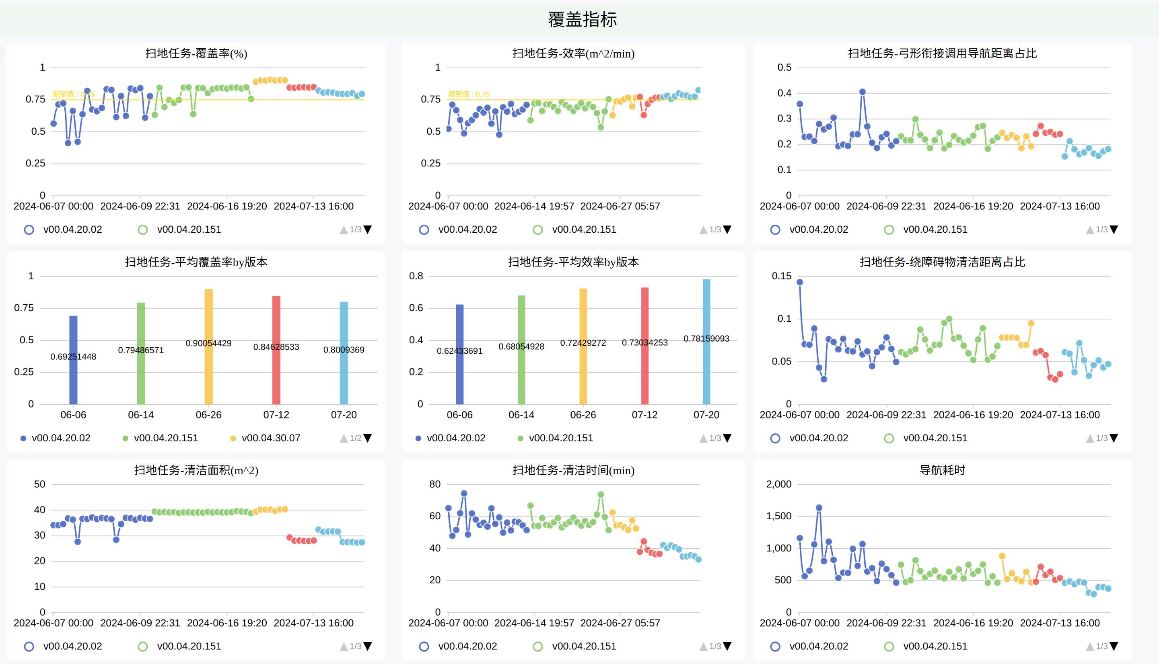 覆盖指标
扫地任务-覆盖率(%)
1
期望值 : 0.75
0.75
0.5
0.25
0
2024-06-07 00:00 2024-06-09 22:31 2024-06-16 19:20 2024-07-13 16:00
v00.04.20.02 v00.04.20.151 1/3
扫地任务-效率(m^2/min)
1
期望值 : 0.75
0.75
0.5
0.25
0
2024-06-07 00:00 2024-06-14 19:57 2024-06-27 05:57
v00.04.20.02 v00.04.20.151 1/3
扫地任务-弓形衔接调用导航距离占比
0.5
0.4
0.3
0.2
0.1
0
2024-06-07 00:00 2024-06-09 22:31 2024-06-16 19:20 2024-07-13 16:00
v00.04.20.02 v00.04.20.151 1/3
扫地任务-平均覆盖率by版本
1
0.75
0.5
0.25
0
0.69251448 0.79486571 0.90054429 0.84628533 0.8009369
06-06 06-14 06-26 07-12 07-20
v00.04.20.02 v00.04.20.151 v00.04.30.07 1/2
扫地任务-平均效率by版本
0.8
0.6
0.4
0.2
0
0.62433691 0.68054928 0.72429272 0.73034253 0.78159093
06-06 06-14 06-26 07-12 07-20
v00.04.20.02 v00.04.20.151 1/3
扫地任务-绕障碍物清洁距离占比
0.15
0.1
0.05
0
2024-06-07 00:00 2024-06-09 22:31 2024-06-16 19:20 2024-07-13 16:00
v00.04.20.02 v00.04.20.151 1/3
扫地任务-清洁面积(m^2)
50
40
30
20
10
0
2024-06-07 00:00 2024-06-09 22:31 2024-06-16 19:20 2024-07-13 16:00
v00.04.20.02 v00.04.20.151 1/3
扫地任务-清洁时间(min)
80
60
40
20
0
2024-06-07 00:00 2024-06-14 19:57 2024-06-27 05:57
v00.04.20.02 v00.04.20.151 1/3
导航耗时
2,000
1,500
1,000
500
0
2024-06-07 00:00 2024-06-09 22:31 2024-06-16 19:20 2024-07-13 16:00
v00.04.20.02 v00.04.20.151 1/3